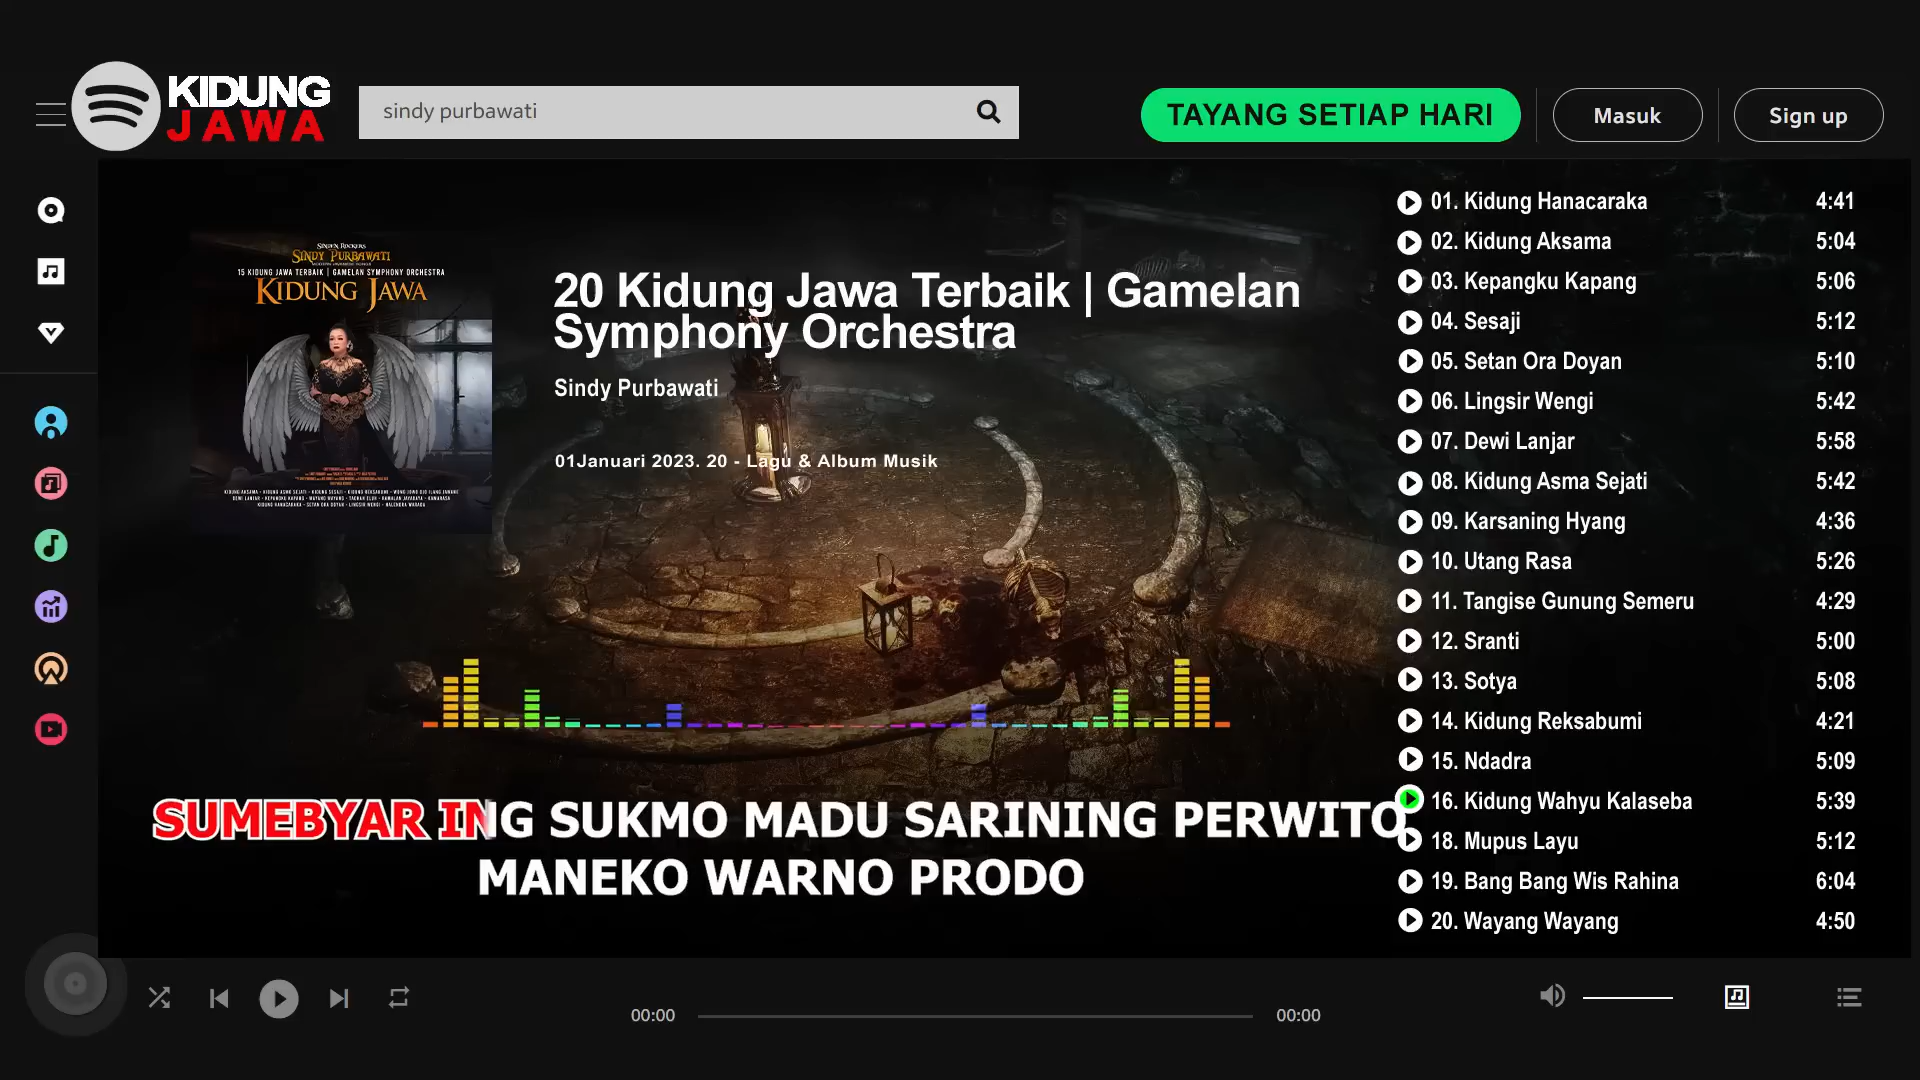 KIDUNG
JAWA
sindy purbawati
TAYANG SETIAP HARI
Masuk
Sign up
SINDEN ROCKERS
SINDY PURBAWATI
15 KIDUNG JAWA TERBAIK | GAMELAN SYMPHONY ORCHESTRA
KIDUNG JAWA
20 Kidung Jawa Terbaik | Gamelan
Symphony Orchestra
Sindy Purbawati
01Januari 2023. 20 - Lagu & Album Musik
01. Kidung Hanacaraka 4:41
02. Kidung Aksama 5:04
03. Kepangku Kapang 5:06
04. Sesaji 5:12
05. Setan Ora Doyan 5:10
06. Lingsir Wengi 5:42
07. Dewi Lanjar 5:58
08. Kidung Asma Sejati 5:42
09. Karsaning Hyang 4:36
10. Utang Rasa 5:26
11. Tangise Gunung Semeru 4:29
12. Sranti 5:00
13. Sotya 5:08
14. Kidung Reksabumi 4:21
15. Ndadra 5:09
16. Kidung Wahyu Kalaseba 5:39
18. Mupus Layu 5:12
19. Bang Bang Wis Rahina 6:04
20. Wayang Wayang 4:50
SUMEBYAR ING SUKMO MADU SARINING PERWITO
MANEKO WARNO PRODO
00:00
00:00